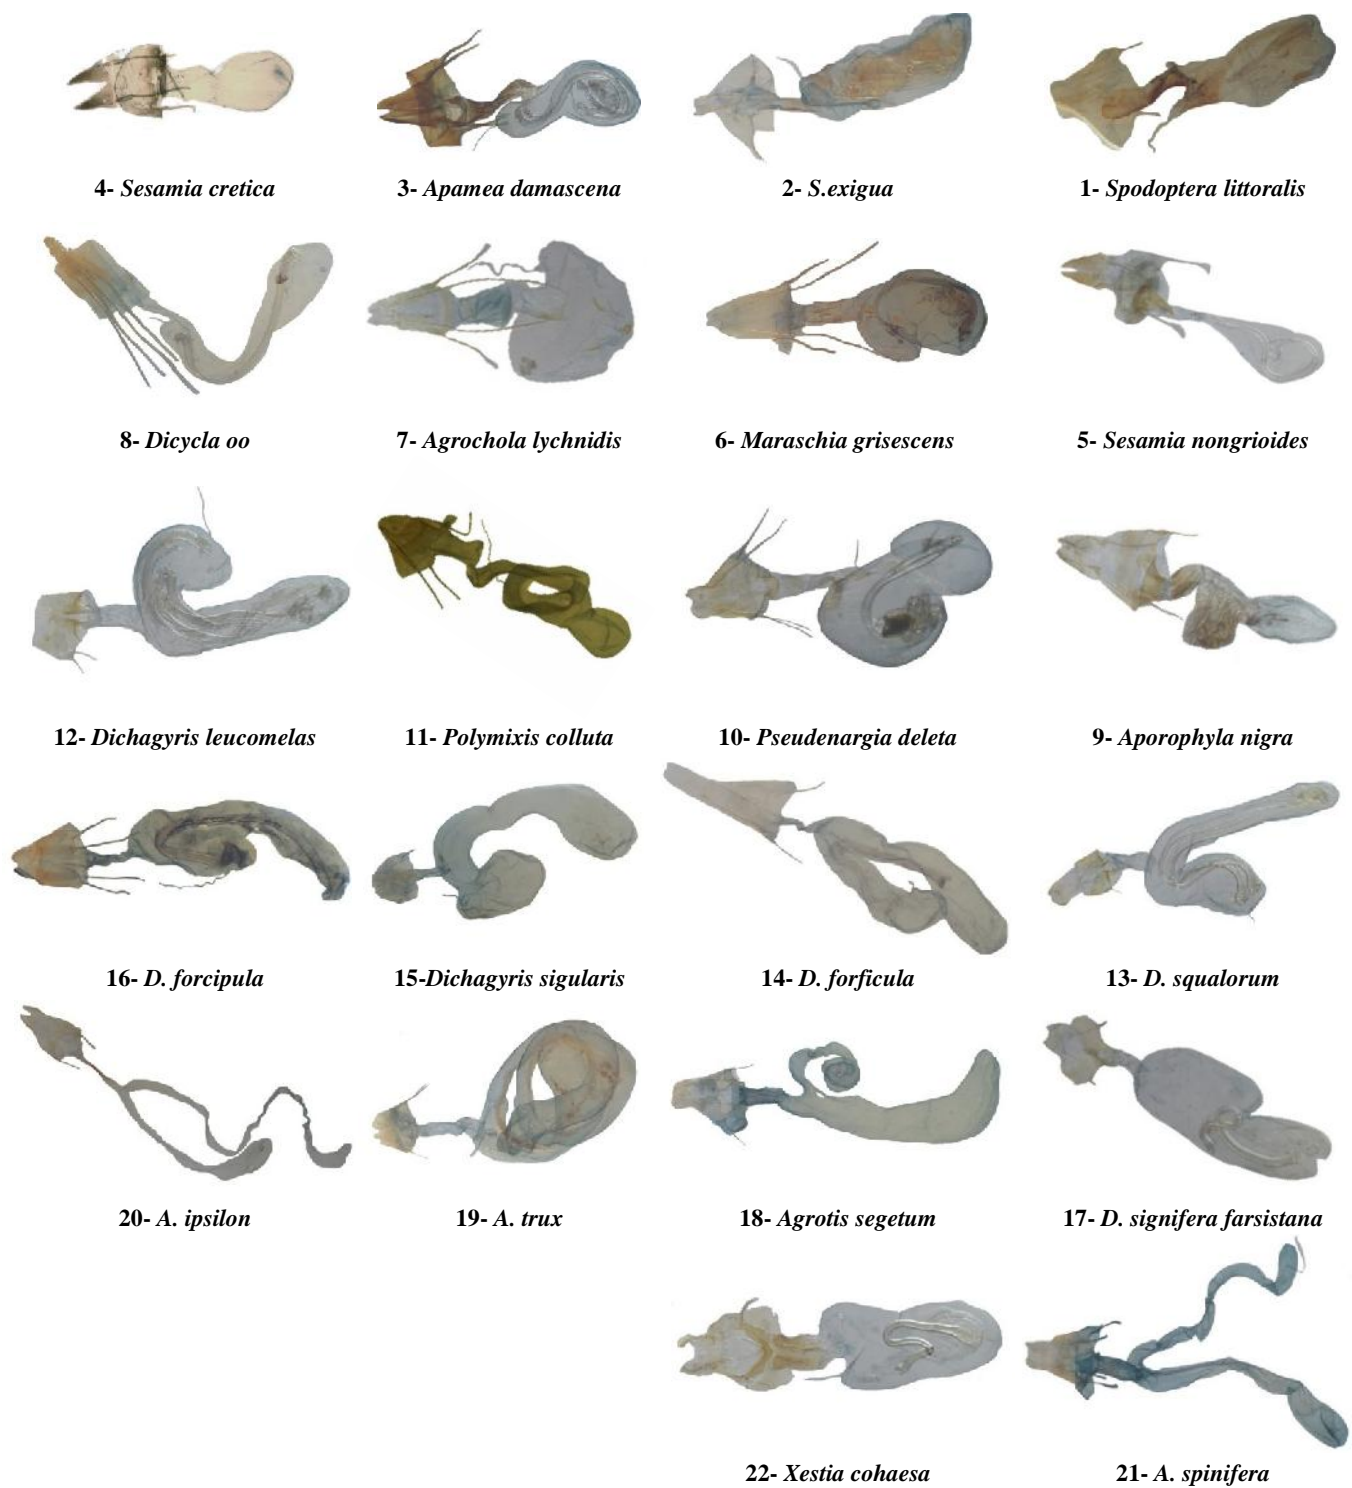 4- Sesamia cretica
3- Apamea damascena
2- S.exigua
1- Spodoptera littoralis
8- Dicycla oo
7- Agrochola lychnidis
6- Maraschia grisescens
5- Sesamia nongrioides
12- Dichagyris leucomelas
11- Polymixis colluta
10- Pseudenargia deleta
9- Aporophyla nigra
16- D. forcipula
15-Dichagyris sigularis
14- D. forficula
13- D. squalorum
20- A. ipsilon
19- A. trux
18- Agrotis segetum
17- D. signifera farsistana
22- Xestia cohaesa
21- A. spinifera